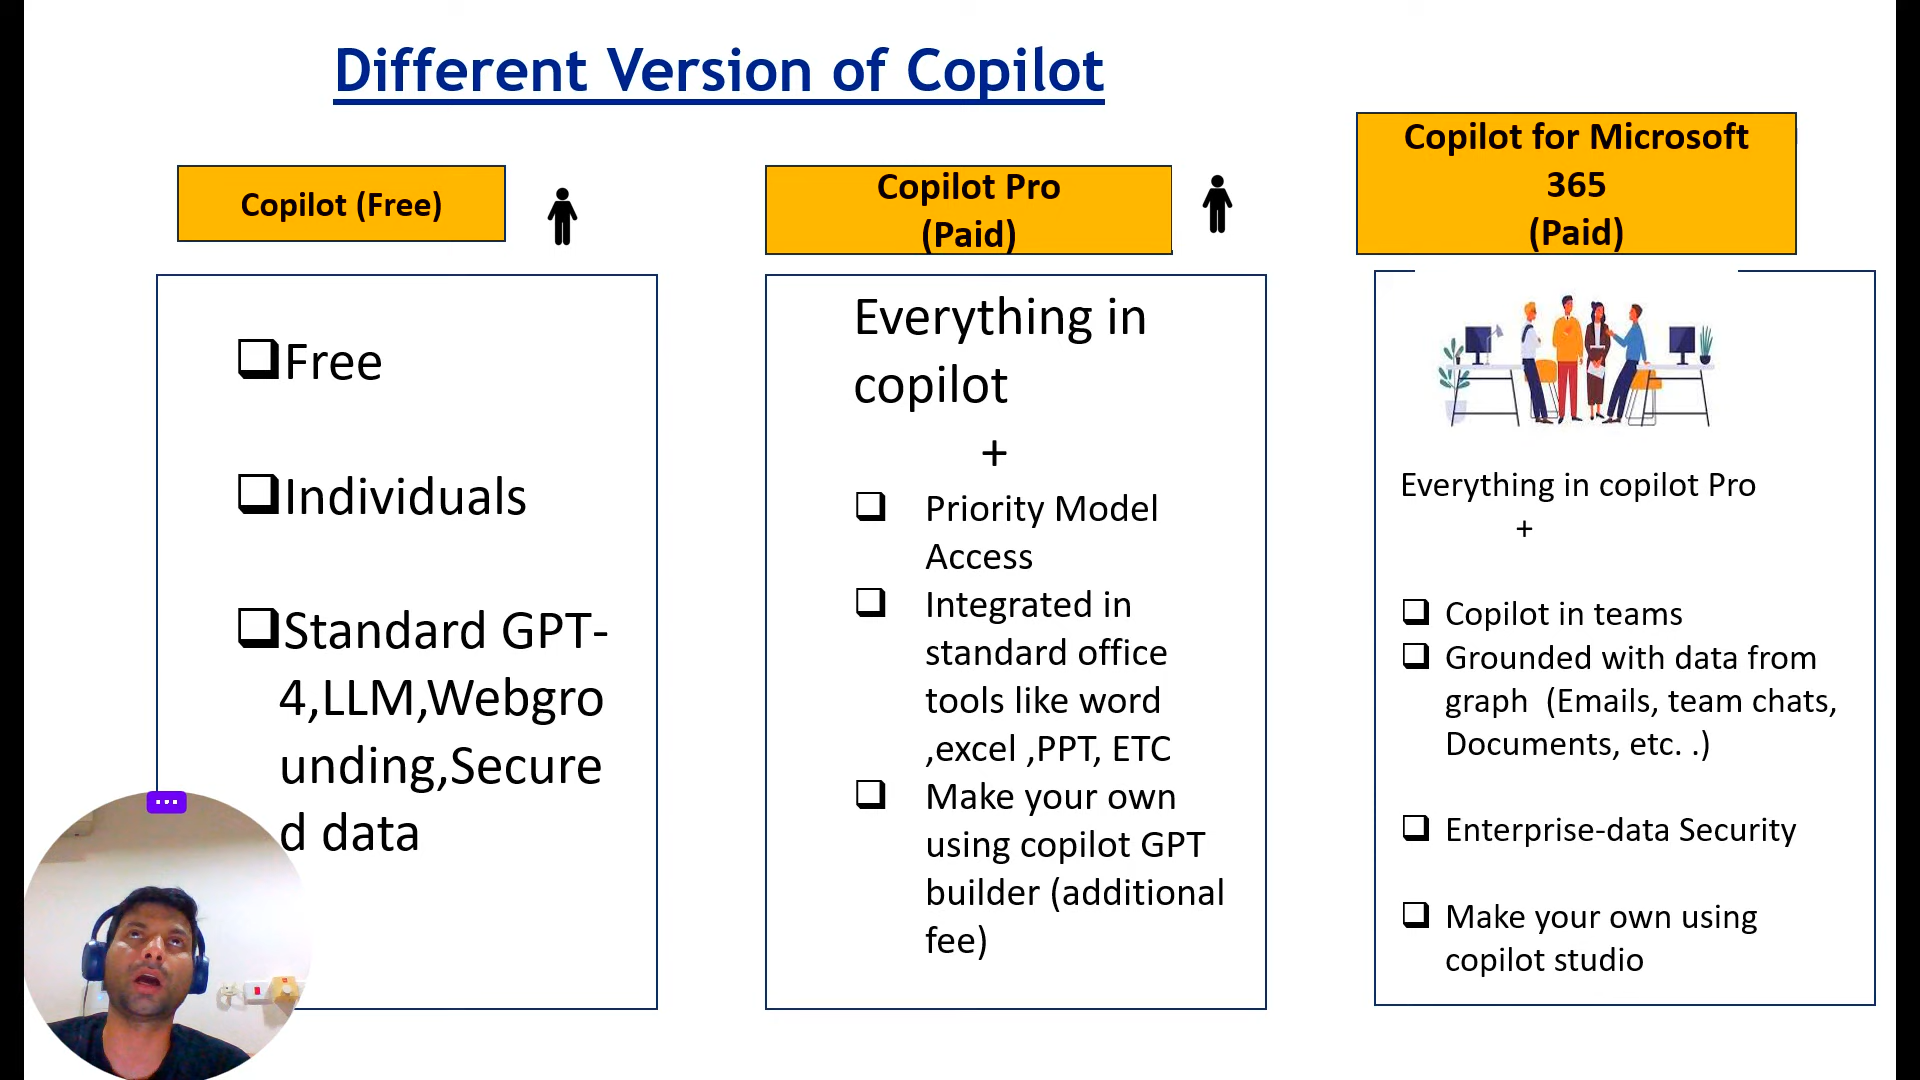 Different Version of Copilot
Copilot (Free)
❑Free
❑Individuals
❑Standard GPT-
4,LLM,Webgro
unding,Secure
d data
Copilot Pro
(Paid)
Everything in
copilot
+
❑ Priority Model
Access
❑ Integrated in
standard office
tools like word
,excel ,PPT, ETC
❑ Make your own
using copilot GPT
builder (additional
fee)
Copilot for Microsoft
365
(Paid)
Everything in copilot Pro
+
❑ Copilot in teams
❑ Grounded with data from
graph (Emails, team chats,
Documents, etc. .)
❑ Enterprise-data Security
❑ Make your own using
copilot studio